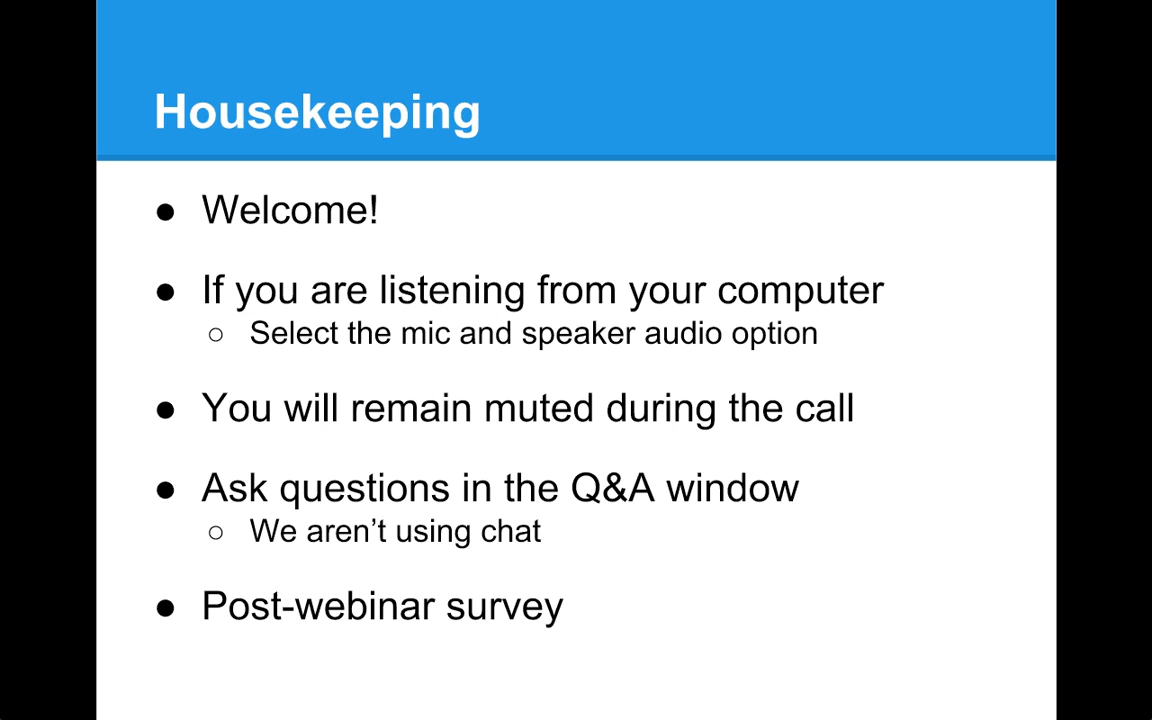 Housekeeping
● Welcome!
● If you are listening from your computer
○ Select the mic and speaker audio option
● You will remain muted during the call
● Ask questions in the Q&A window
○ We aren’t using chat
● Post-webinar survey